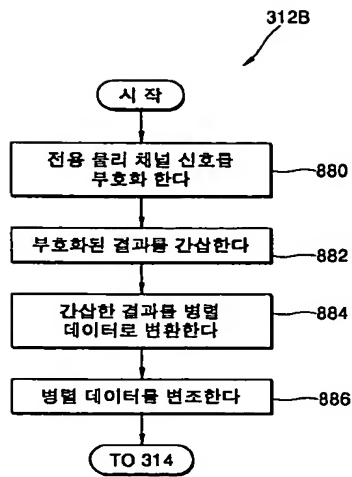 312B
시 작
전용 물리 채널 신호를
부호화 한다
880
부호화된 결과를 간삽한다
882
간삽한 결과를 병렬
데이터로 변환한다
884
병렬 데이터를 변조한다
886
TO 314